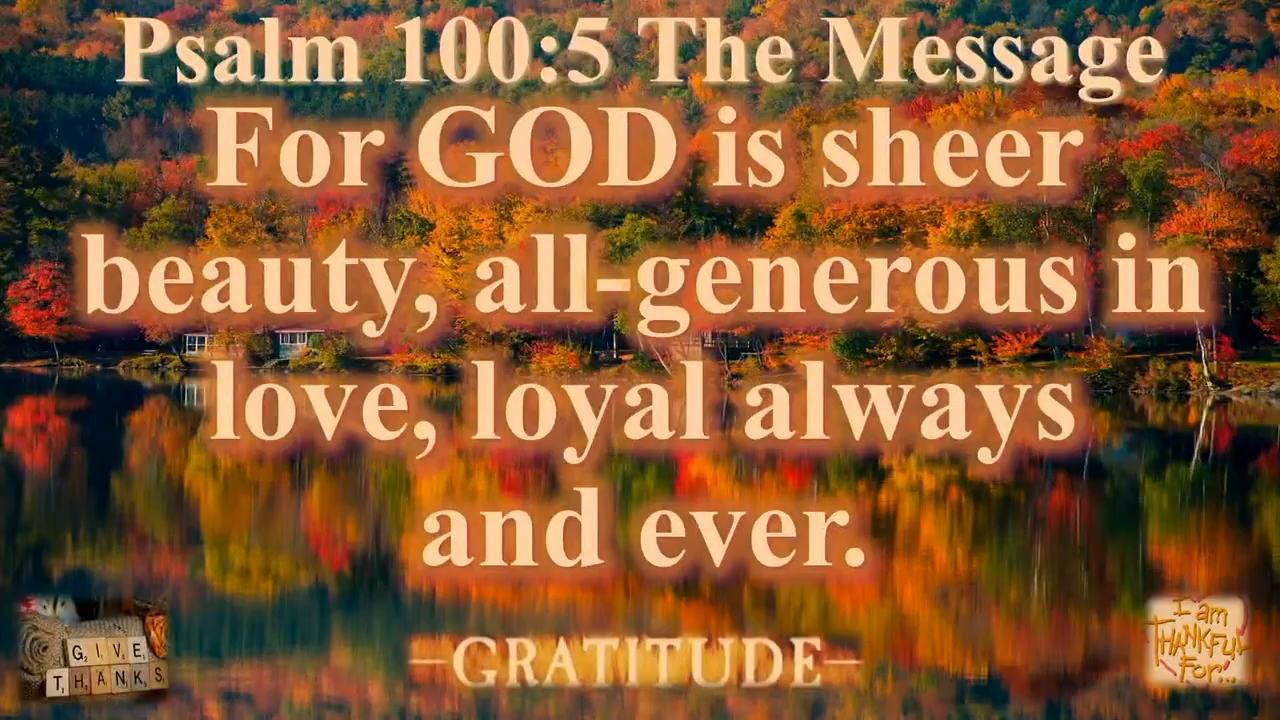 Psalm 100:5 The Message
For GOD is sheer
beauty, all-generous in
love, loyal always
and ever.
GIVE
THANKS
–GRATITUDE–
I am
THANKFUL
For...